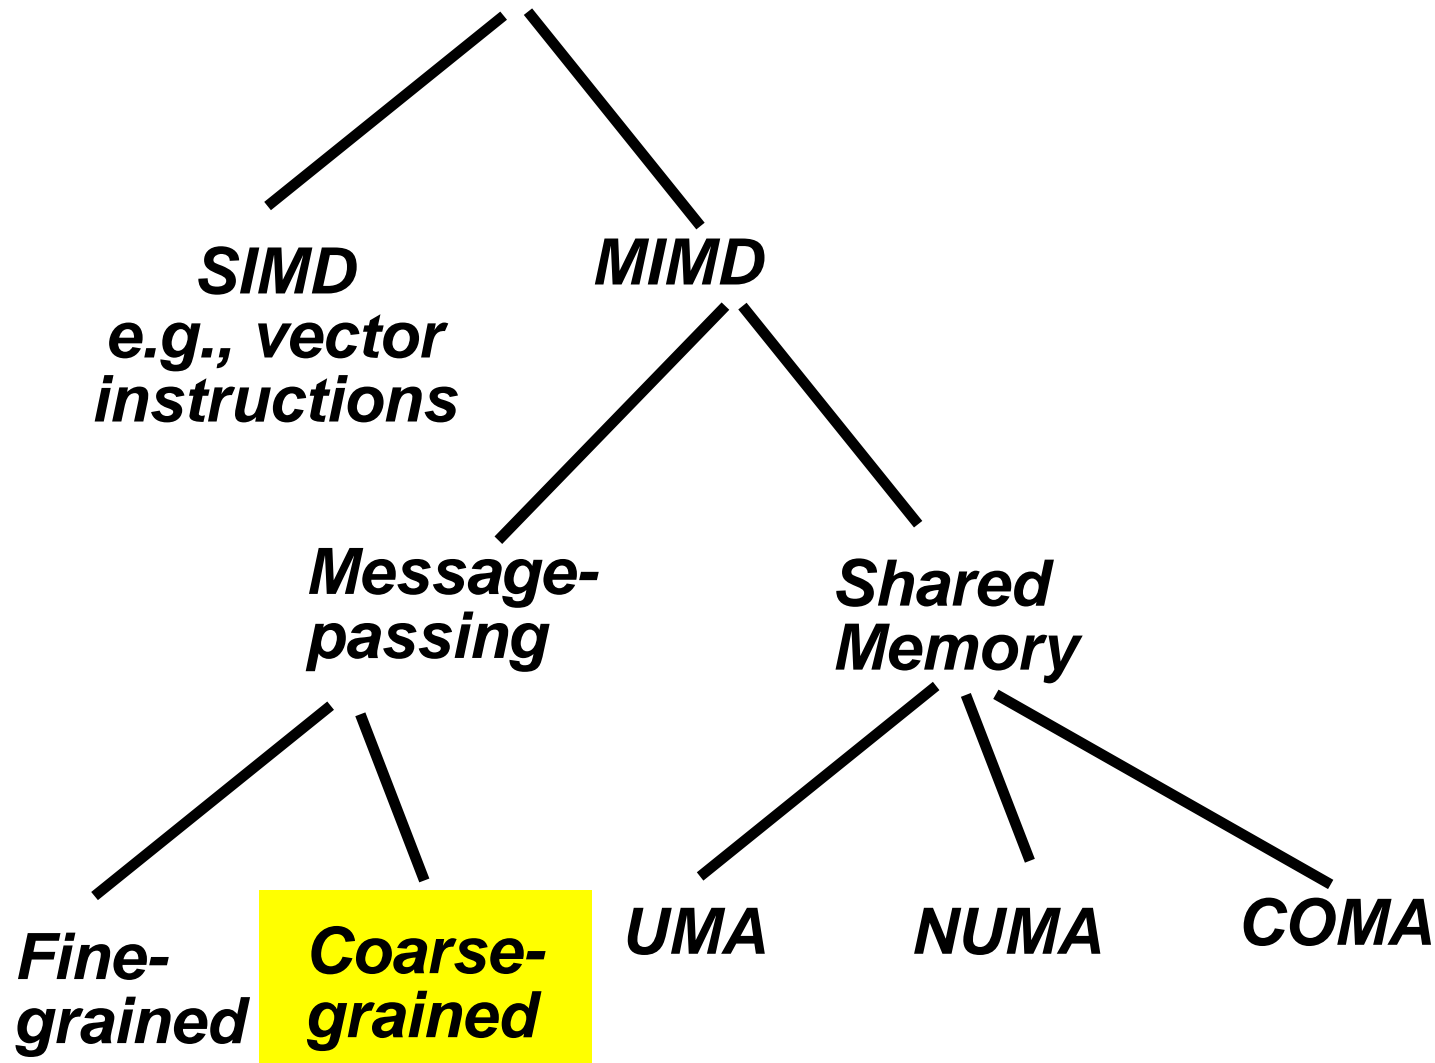 SIMD
e.g., vector
instructions
MIMD
Message-
passing
Shared
Memory
Fine-
grained
Coarse-
grained
UMA
NUMA
COMA